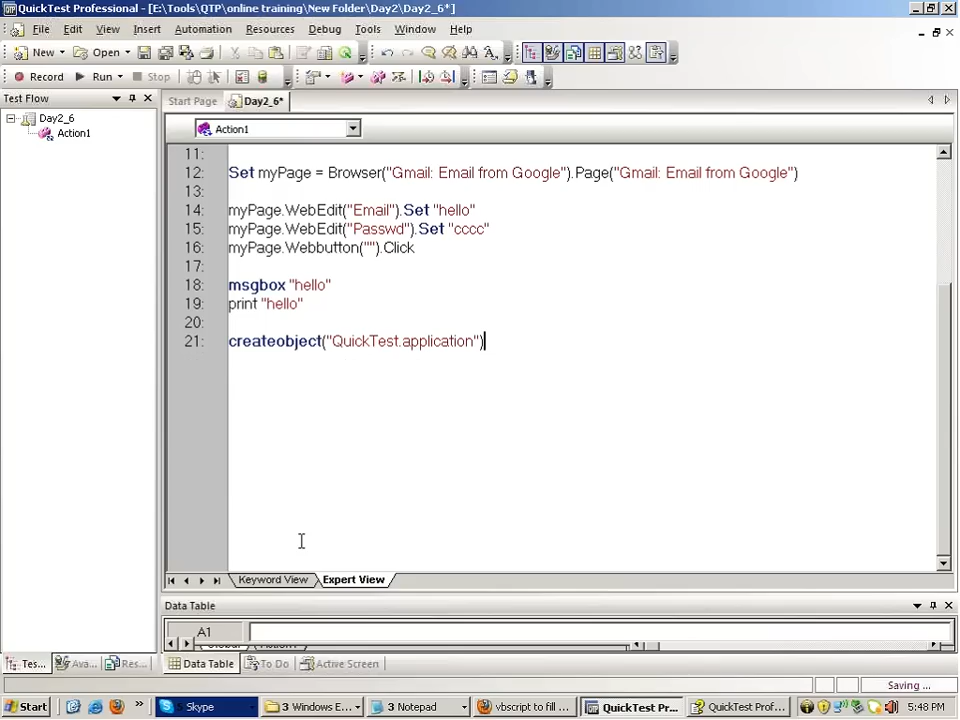 QuickTest Professional - [E:\Tools\QTP\online training\New Folder\Day2\Day2_6*]
File Edit View Insert Automation Resources Debug Tools Window Help
New Open
Record Run Stop
Test Flow
Start Page Day2_6*
Day2_6
Action1
Action1
11:
12: Set myPage = Browser("Gmail: Email from Google").Page("Gmail: Email from Google")
13:
14: myPage.WebEdit("Email").Set "hello"
15: myPage.WebEdit("Passwd").Set "cccc"
16: myPage.Webbutton("").Click
17:
18: msgbox "hello"
19: print "hello"
20:
21: createobject("QuickTest.application")
Keyword View Expert View
Data Table
A1
Global Action1
Tes... Ava... Res... Data Table To Do Active Screen
Saving ...
Start Skype 3 Windows E... 3 Notepad vbscript to fill ... QuickTest Pr... QuickTest Prof... 5:48 PM